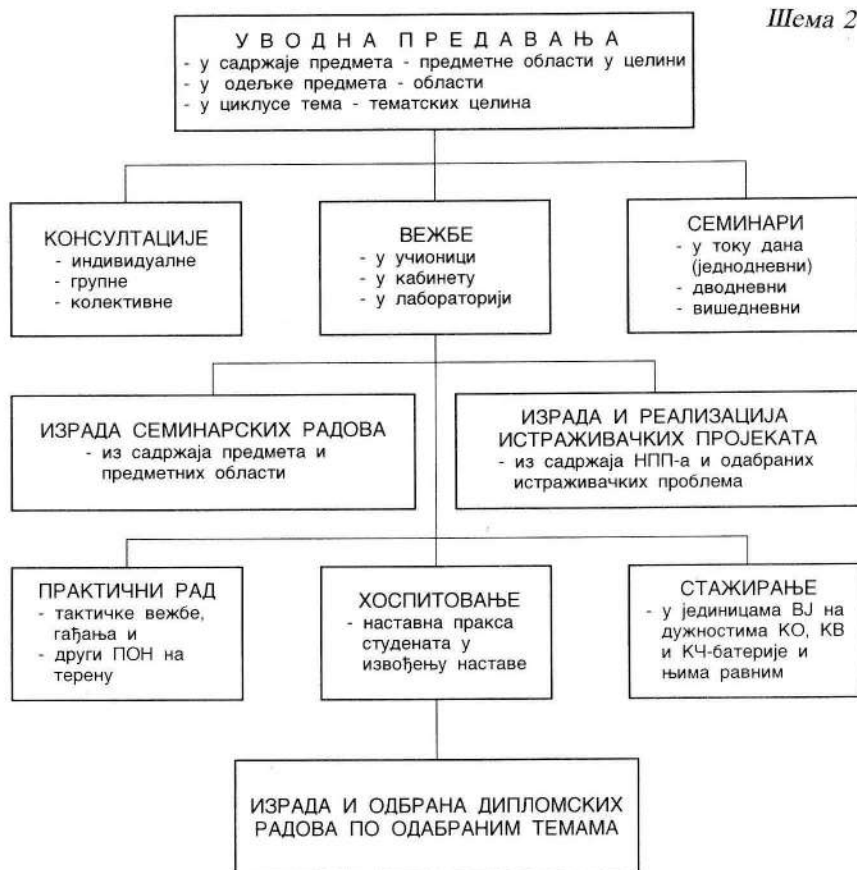 Шема 2
УВОДНА ПРЕДАВАЊА
- у садржаје предмета - предметне области у целини
- у одељке предмета - области
- у циклусе тема - тематских целина
КОНСУЛТАЦИЈЕ
- индивидуалне
- групне
- колективне
ВЕЖБЕ
- у учионици
- у кабинету
- у лабораторији
СЕМИНАРИ
- у току дана
(једнодневни)
- дводневни
- вишедневни
ИЗРАДА СЕМИНАРСКИХ РАДОВА
- из садржаја предмета и
предметних области
ИЗРАДА И РЕАЛИЗАЦИЈА
ИСТРАЖИВАЧКИХ ПРОЈЕКАТА
- из садржаја НПП-а и одабраних
истраживачких проблема
ПРАКТИЧНИ РАД
- тактичке вежбе,
гађања и
- други ПОН на
терену
ХОСПИТОВАЊЕ
- наставна пракса
студената у
извођењу наставе
СТАЖИРАЊЕ
- у јединицама ВЈ на
дужностима КО, КВ
и КЧ-батерије и
њима равним
ИЗРАДА И ОДБРАНА ДИПЛОМСКИХ
РАДОВА ПО ОДАБРАНИМ ТЕМАМА